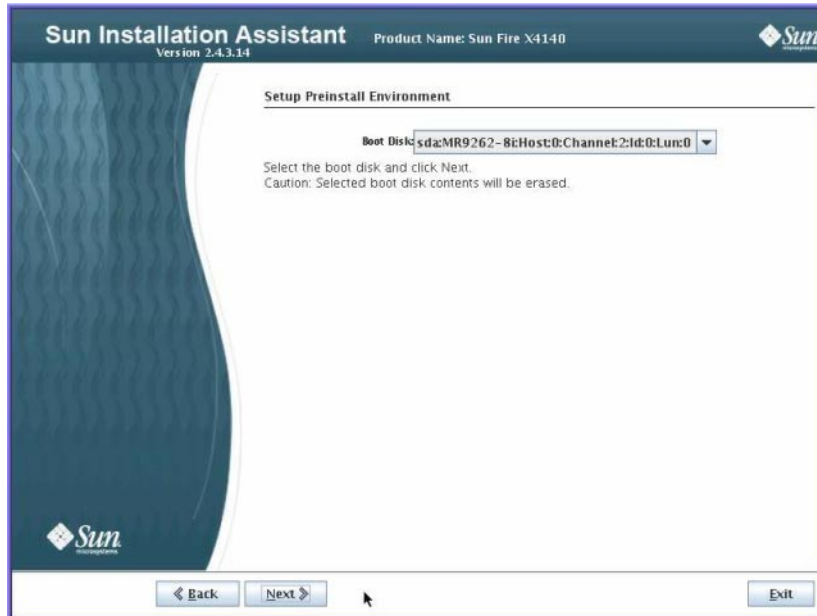 Sun Installation Assistant
Version 2.4.3.14
Product Name: Sun Fire X4140
Sun
microsystems
Setup Preinstall Environment
Boot Disk: sda:MR9262-8i:Host:0:Channel:2:Id:0:Lun:0
Select the boot disk and click Next.
Caution: Selected boot disk contents will be erased.
Sun
microsystems
Back
Next
Exit